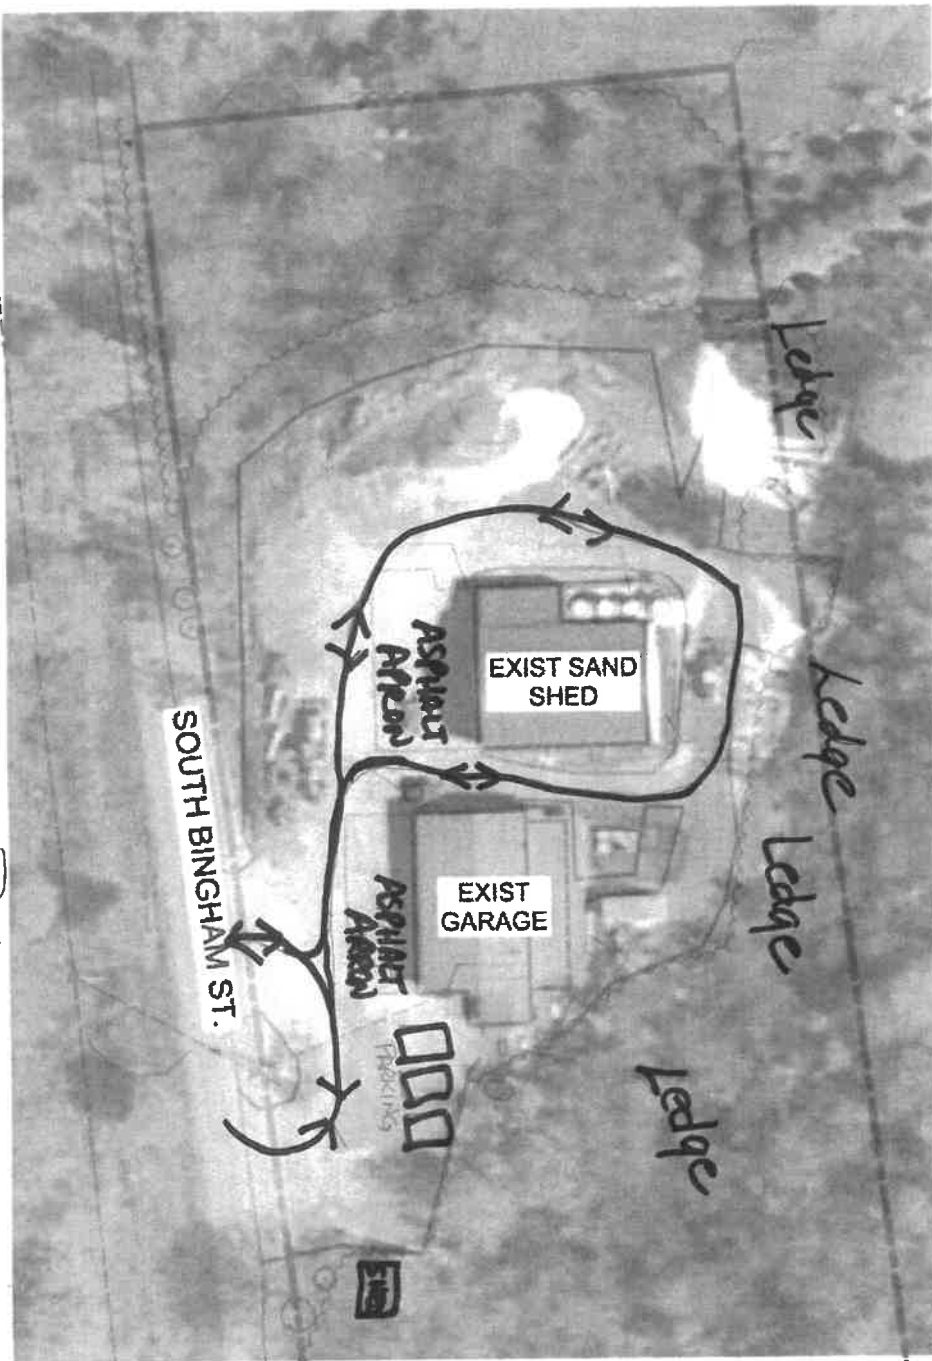 Ledge
EXIST SAND
SHED
ASPHALT
APRON
Ledge
SOUTH BINGHAM ST.
Ledge
EXIST
GARAGE
ASPHALT
APRON
PARKING
Ledge